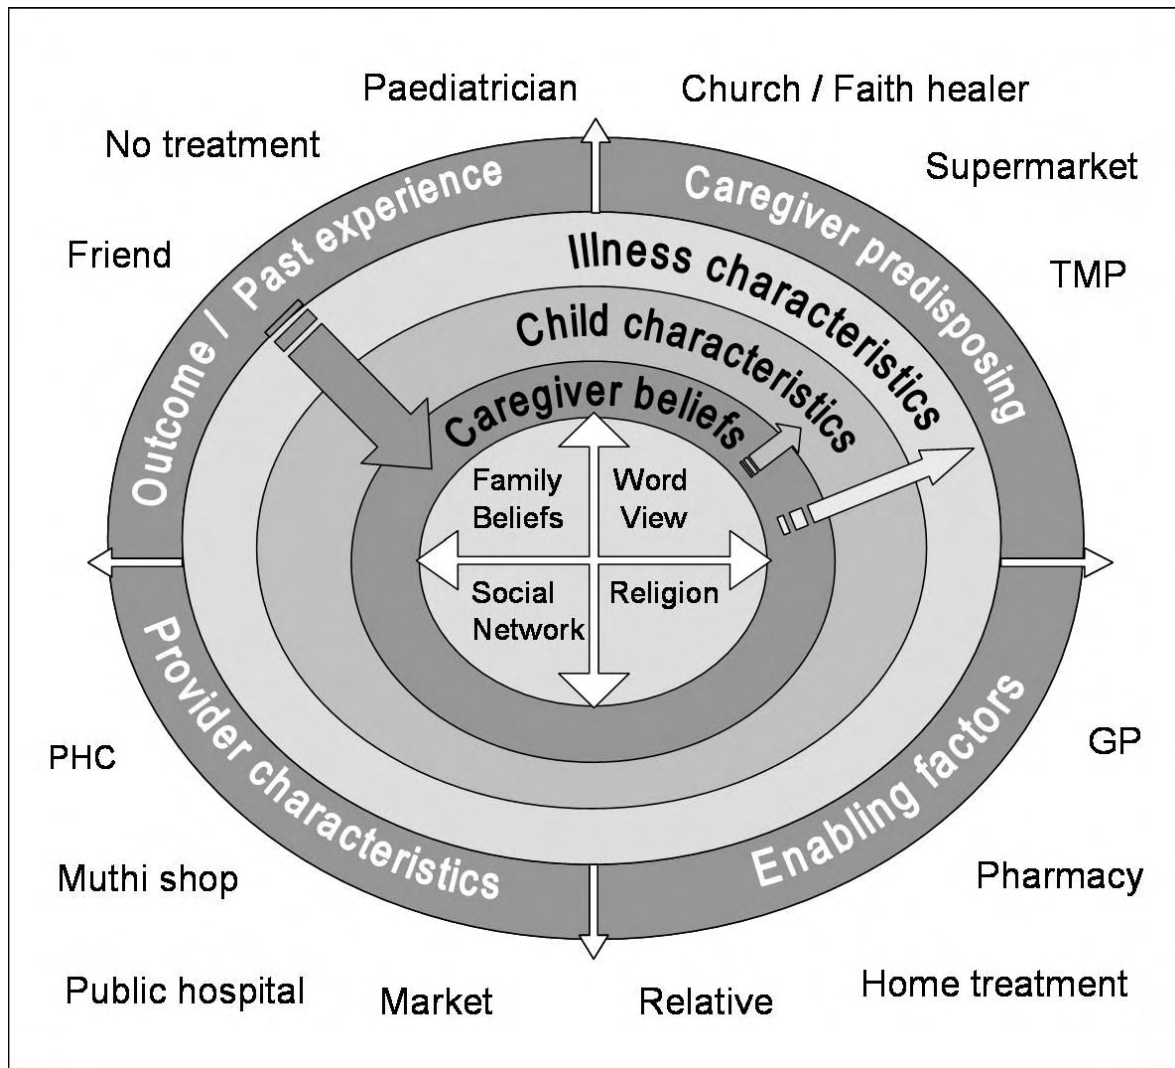 Paediatrician
Church / Faith healer
No treatment
Supermarket
Friend
TMP
Outcome / Past experience
Caregiver predisposing
Illness characteristics
Child characteristics
Caregiver beliefs
Family
Beliefs
Word
View
Social
Network
Religion
Provider characteristics
Enabling factors
PHC
GP
Muthi shop
Pharmacy
Public hospital
Market
Relative
Home treatment